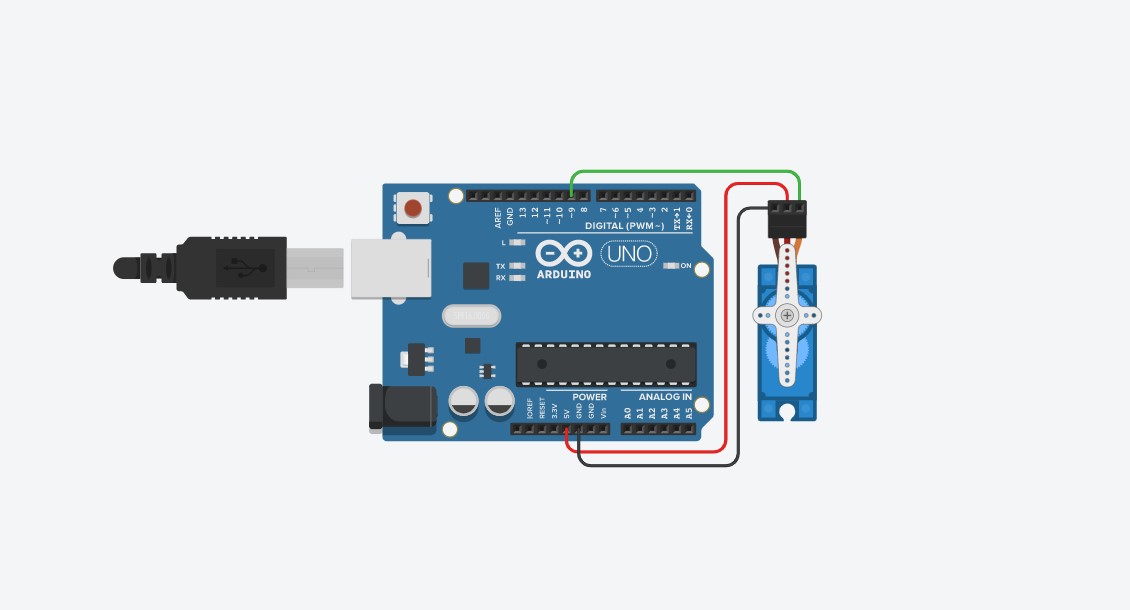 AREF
GND
13
12
~11
~10
~9
8
7
~6
~5
4
~3
2
TX→1
RX←0
DIGITAL (PWM~)
L
TX
RX
ARDUINO
UNO
ON
POWER
ANALOG IN
IOREF
RESET
3.3V
5V
GND
GND
Vin
A0
A1
A2
A3
A4
A5